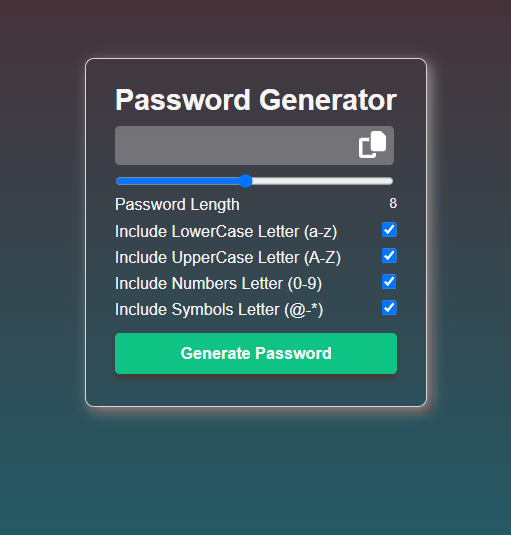 Password Generator
Password Length 8
Include LowerCase Letter (a-z)
Include UpperCase Letter (A-Z)
Include Numbers Letter (0-9)
Include Symbols Letter (@-*)
Generate Password